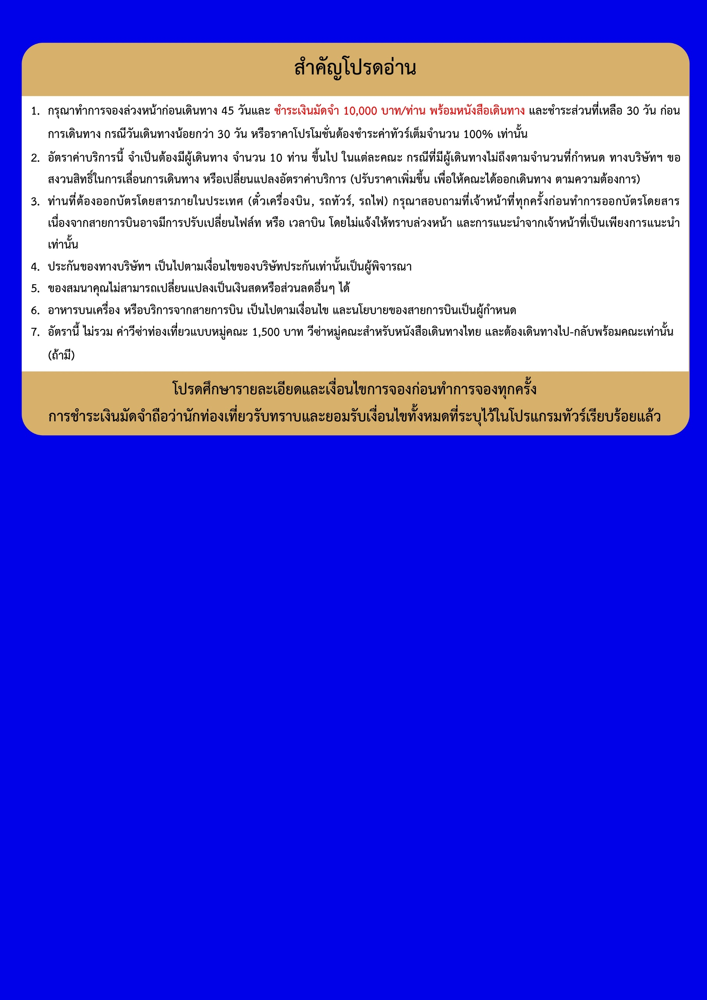 สำคัญโปรดอ่าน
1. กรุณาทำการจองล่วงหน้าก่อนเดินทาง 45 วันและ ชำระเงินมัดจำ 10,000 บาท/ท่าน พร้อมหนังสือเดินทาง และชำระส่วนที่เหลือ 30 วัน ก่อน
การเดินทาง กรณีวันเดินทางน้อยกว่า 30 วัน หรือราคาโปรโมชั่นต้องชำระค่าทัวร์เต็มจำนวน 100% เท่านั้น
2. อัตราค่าบริการนี้ จำเป็นต้องมีผู้เดินทาง จำนวน 10 ท่าน ขึ้นไป ในแต่ละคณะ กรณีที่มีผู้เดินทางไม่ถึงตามจำนวนที่กำหนด ทางบริษัทฯ ขอ
สงวนสิทธิ์ในการเลื่อนการเดินทาง หรือเปลี่ยนแปลงอัตราค่าบริการ (ปรับราคาเพิ่มขึ้น เพื่อให้คณะได้ออกเดินทาง ตามความต้องการ)
3. ท่านที่ต้องออกบัตรโดยสารภายในประเทศ (ตั๋วเครื่องบิน, รถทัวร์, รถไฟ) กรุณาสอบถามที่เจ้าหน้าที่ทุกครั้งก่อนทำการออกบัตรโดยสาร
เนื่องจากสายการบินอาจมีการปรับเปลี่ยนไฟล์ท หรือ เวลาบิน โดยไม่แจ้งให้ทราบล่วงหน้า และการแนะนำจากเจ้าหน้าที่เป็นเพียงการแนะนำ
เท่านั้น
4. ประกันของทางบริษัทฯ เป็นไปตามเงื่อนไขของบริษัทประกันเท่านั้นเป็นผู้พิจารณา
5. ของสมนาคุณไม่สามารถเปลี่ยนแปลงเป็นเงินสดหรือส่วนลดอื่นๆ ได้
6. อาหารบนเครื่อง หรือบริการจากสายการบิน เป็นไปตามเงื่อนไข และนโยบายของสายการบินเป็นผู้กำหนด
7. อัตรานี้ ไม่รวม ค่าวีซ่าท่องเที่ยวแบบหมู่คณะ 1,500 บาท วีซ่าหมู่คณะสำหรับหนังสือเดินทางไทย และต้องเดินทางไป-กลับพร้อมคณะเท่านั้น
(ถ้ามี)
โปรดศึกษารายละเอียดและเงื่อนไขการจองก่อนทำการจองทุกครั้ง
การชำระเงินมัดจำถือว่านักท่องเที่ยวรับทราบและยอมรับเงื่อนไขทั้งหมดที่ระบุไว้ในโปรแกรมทัวร์เรียบร้อยแล้ว